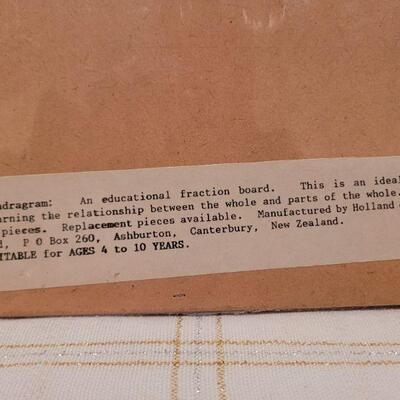 dragram: An educational fraction board. This is an ideal
arning the relationship between the whole and parts of the whole.
pieces. Replacement pieces available. Manufactured by Holland
d, P O Box 260, Ashburton, Canterbury, New Zealand.
ITABLE for AGES 4 to 10 YEARS.